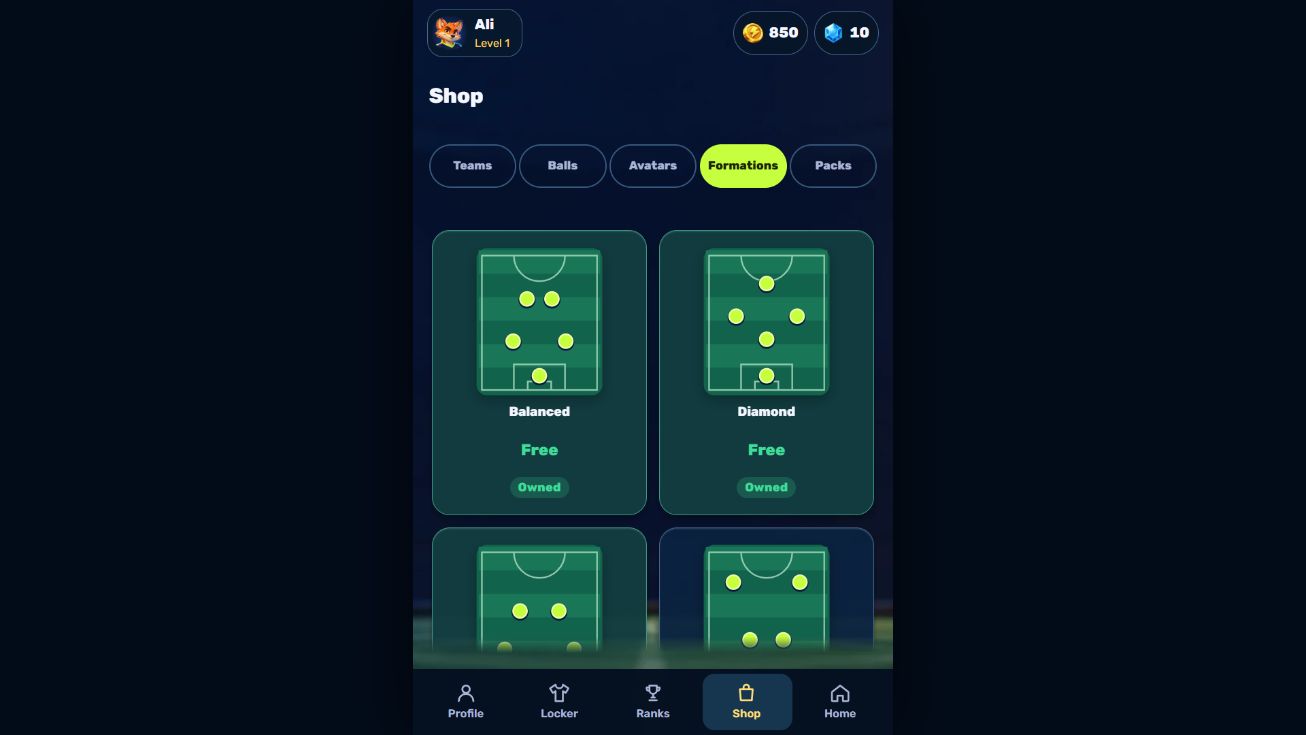 Ali
Level 1
850
10
Shop
Teams
Balls
Avatars
Formations
Packs
Balanced
Diamond
Free
Free
Owned
Owned
Profile
Locker
Ranks
Shop
Home